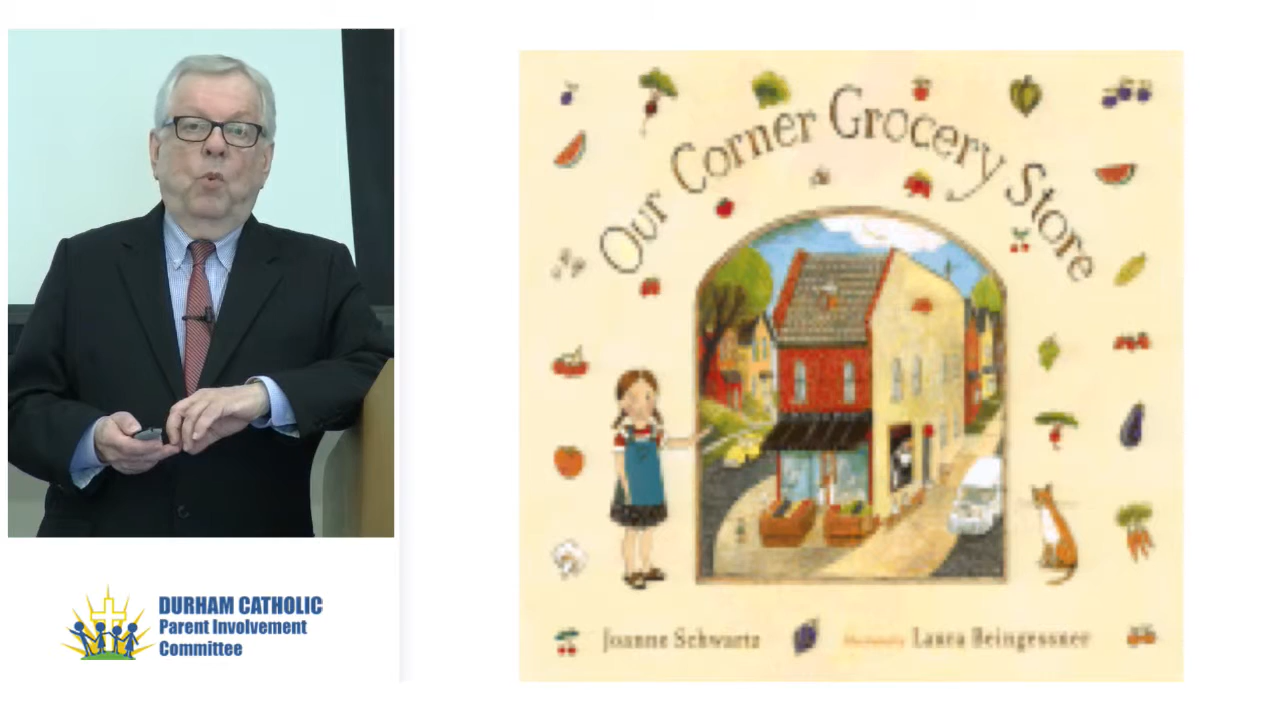 DURHAM CATHOLIC
Parent Involvement
Committee
Our Corner Grocery Store
Joanne Schwartz
Laura Beingessner